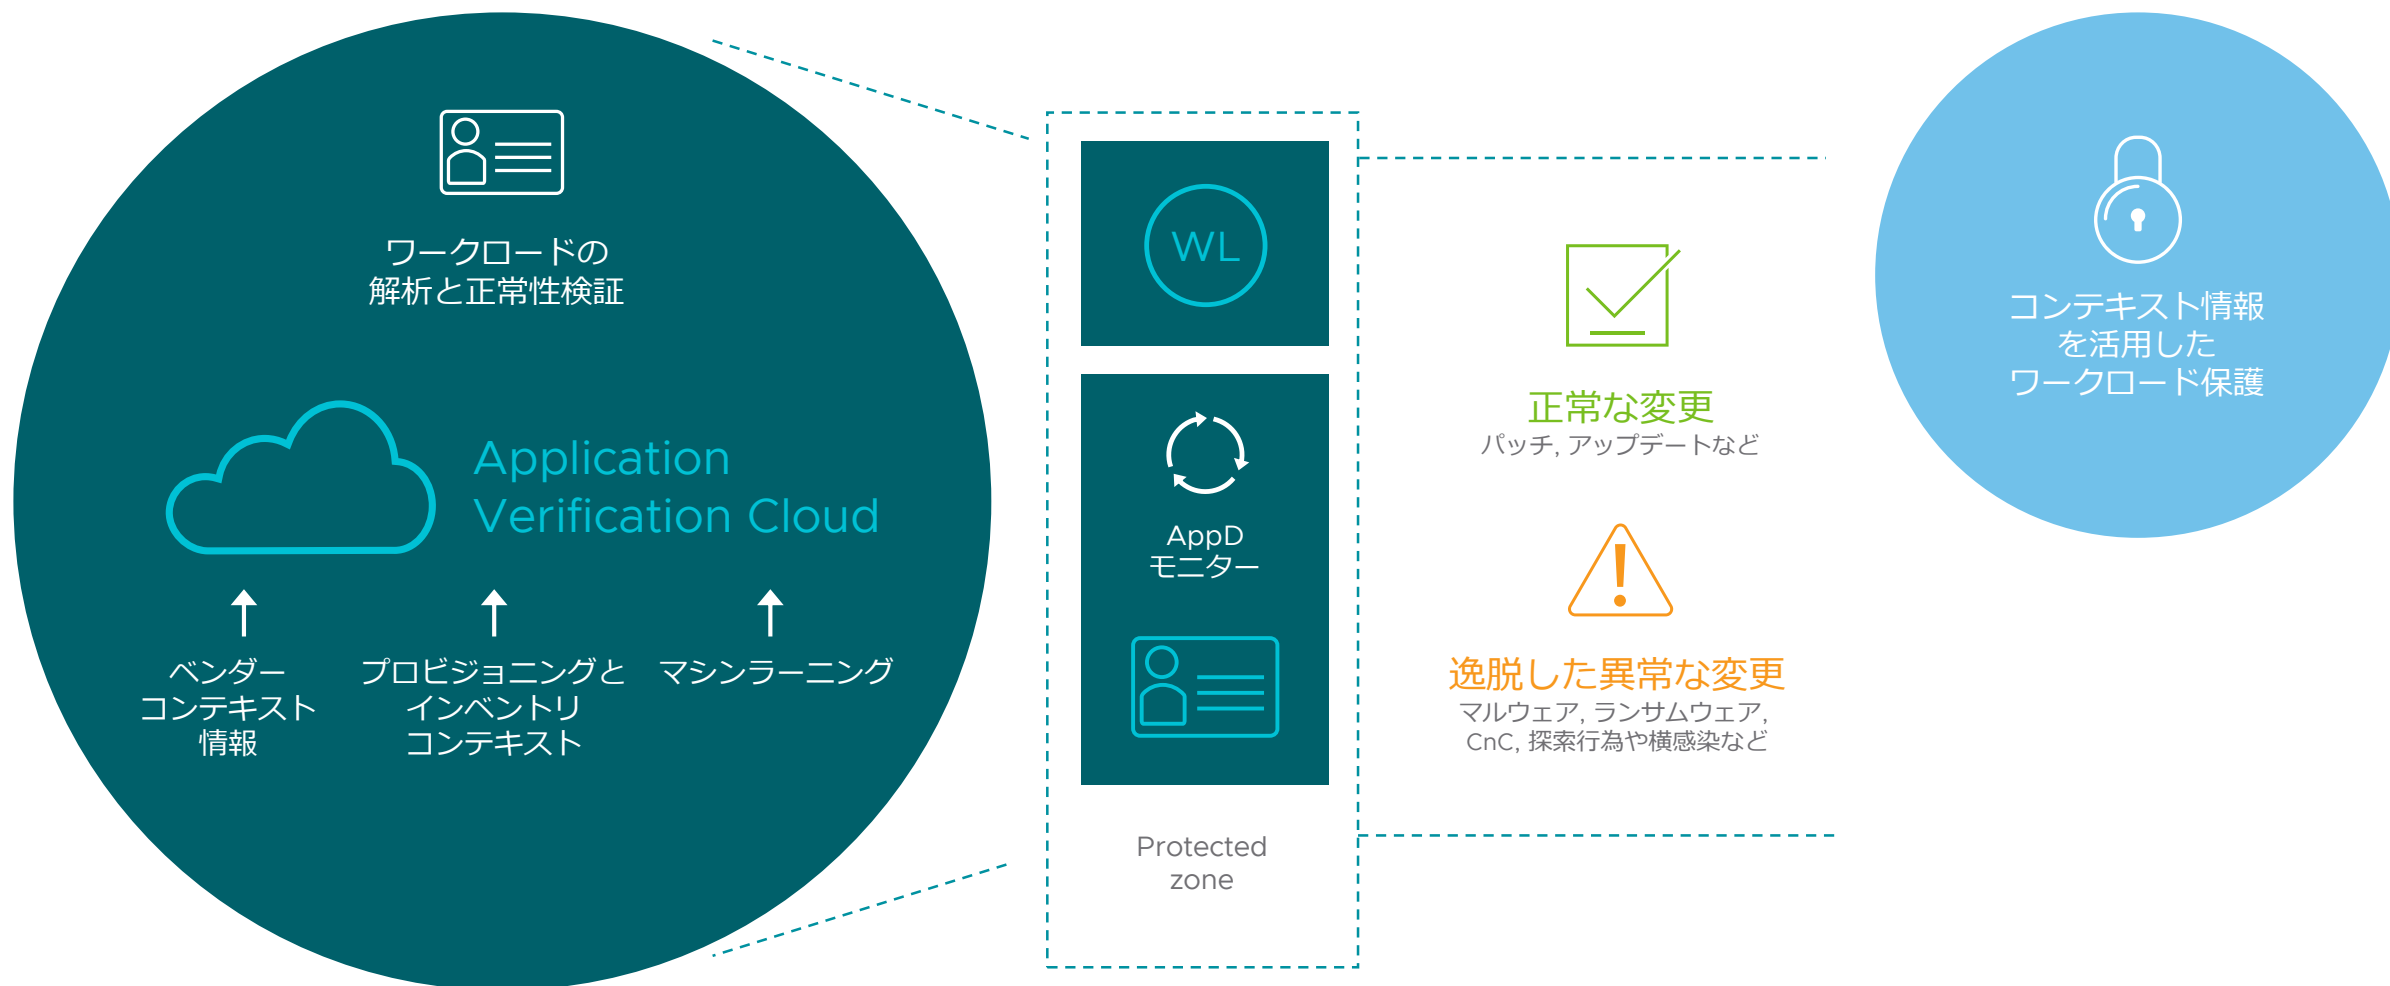 ワークロードの
解析と正常性検証
Application
Verification Cloud
ベンダー
コンテキスト
情報
プロビジョニングと
インベントリ
コンテキスト
マシンラーニング
WL
AppD
モニター
Protected
zone
正常な変更
パッチ, アップデートなど
逸脱した異常な変更
マルウェア, ランサムウェア,
CnC, 探索行為や横感染など
コンテキスト情報
を活用した
ワークロード保護